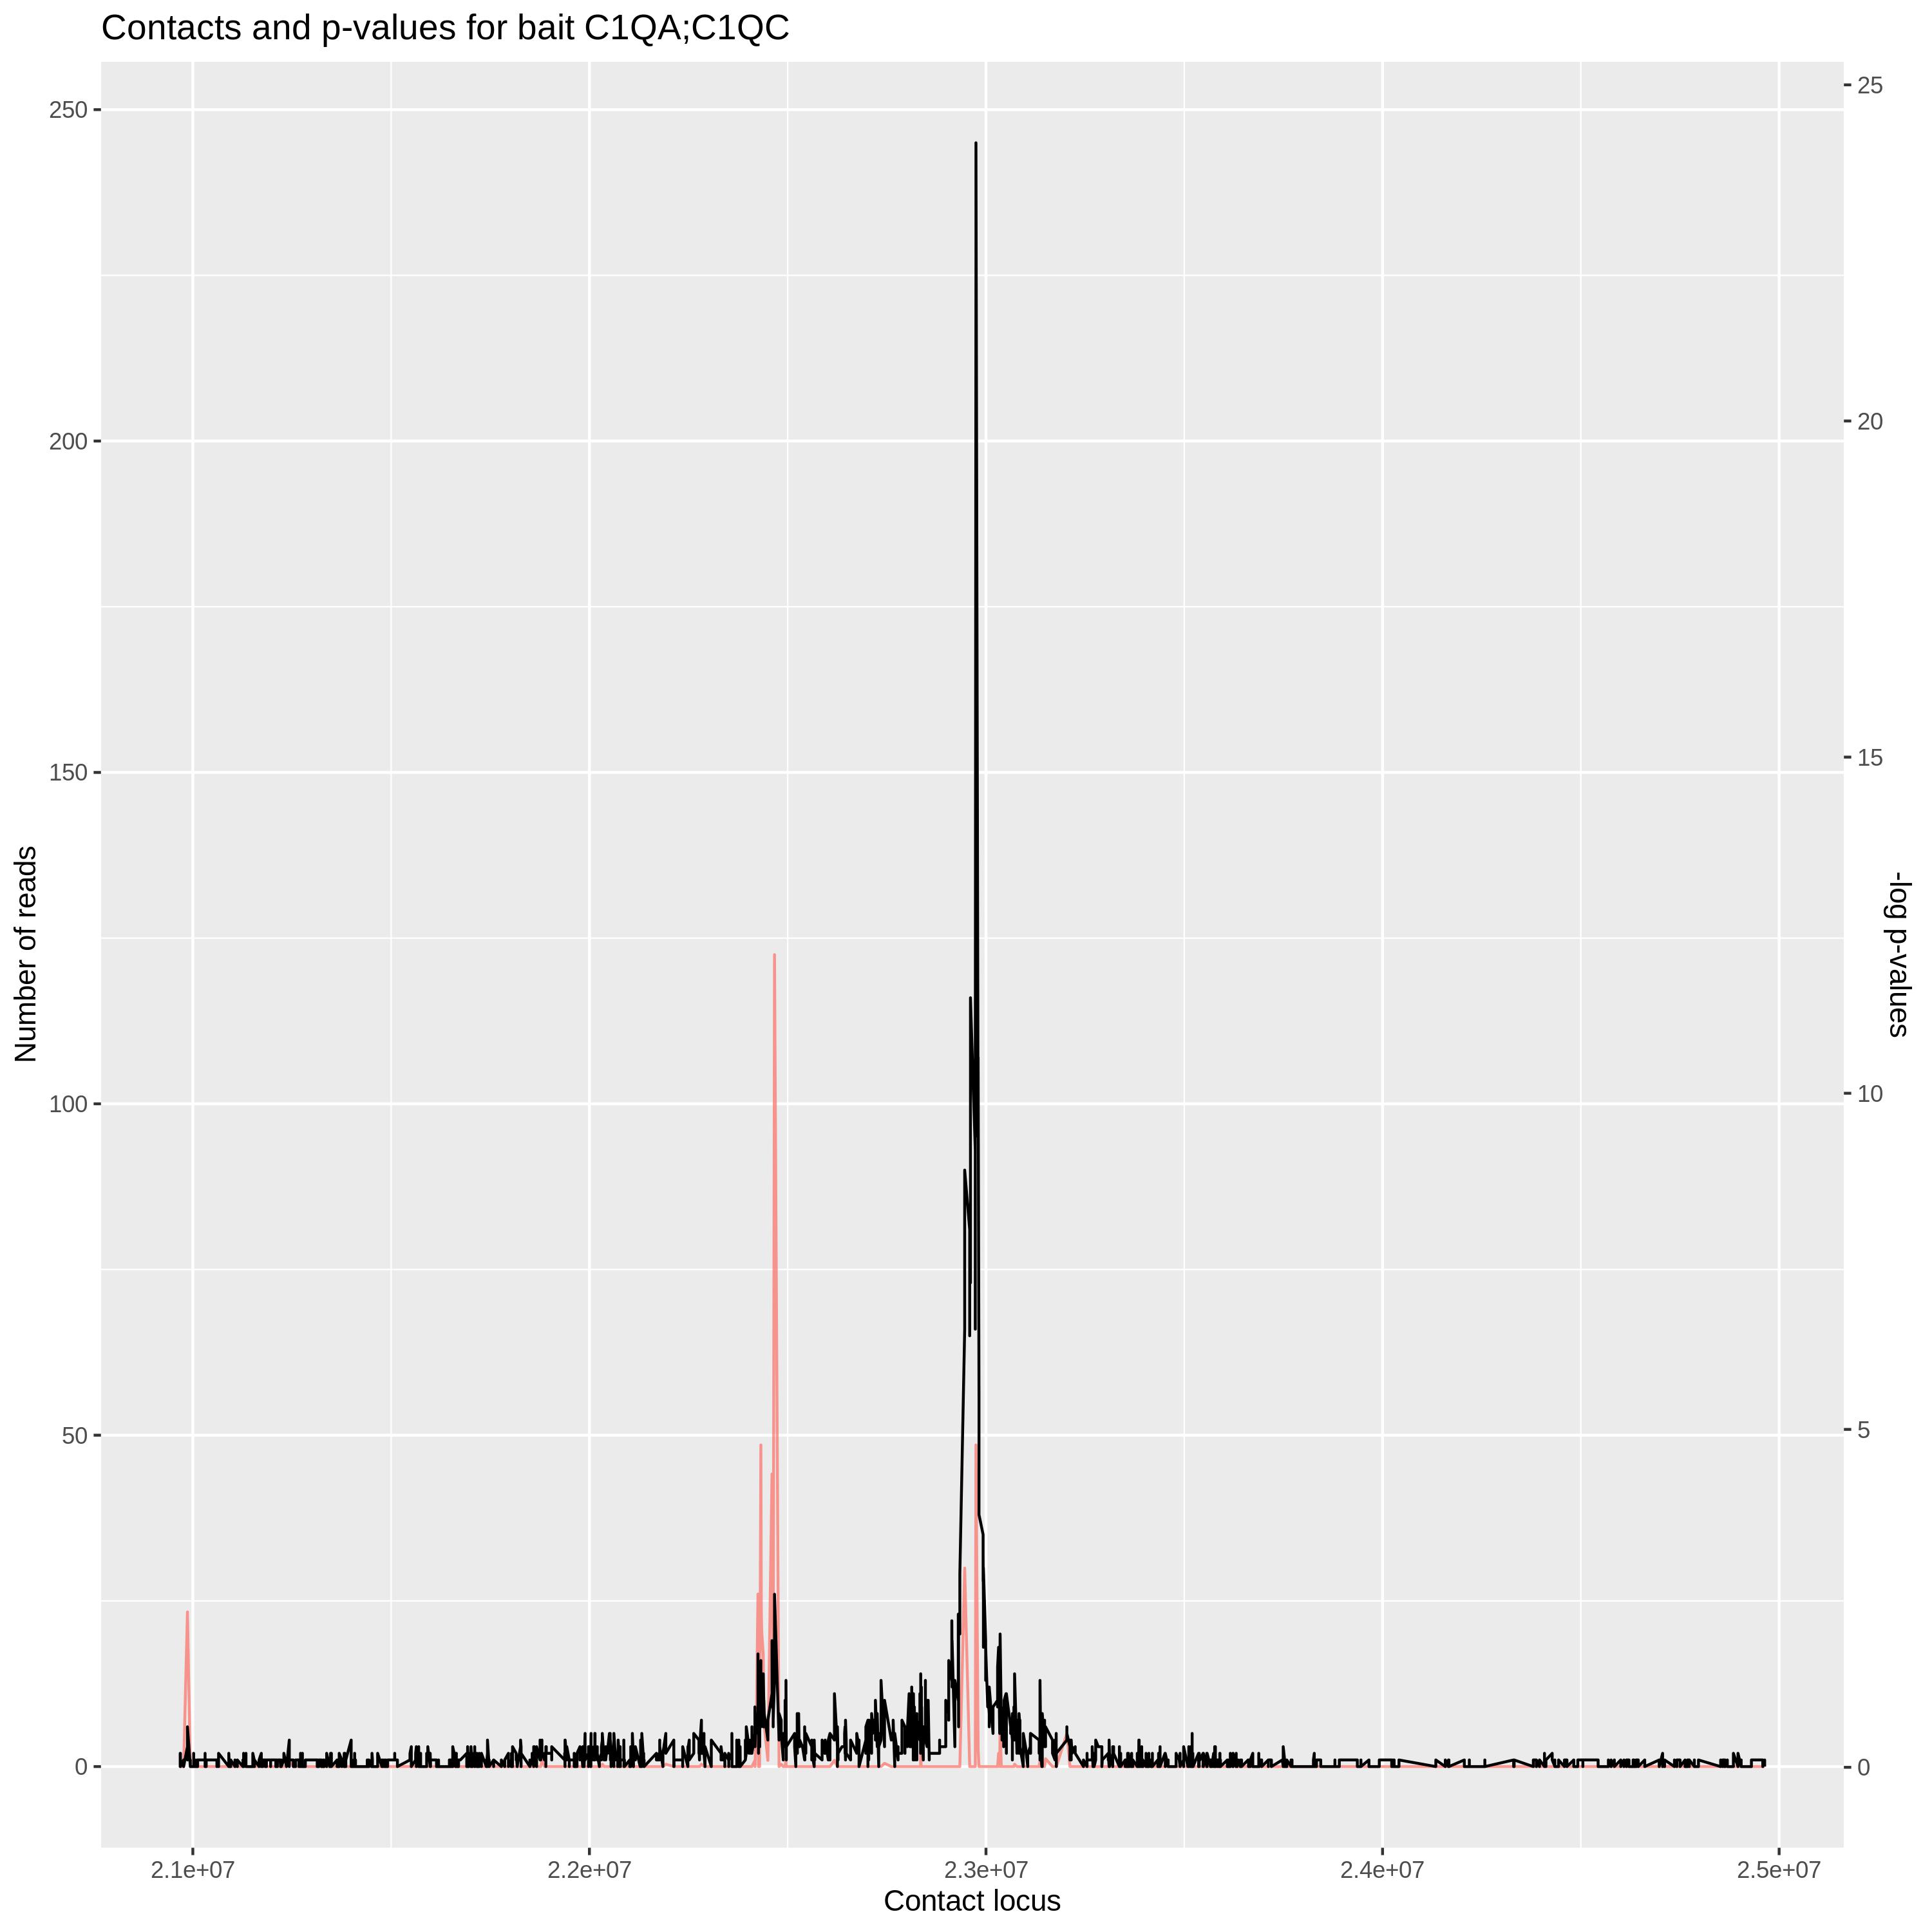 Contacts and p-values for bait C1QA;C1QC
250
200
150
100
50
0
25
20
15
10
5
0
Number of reads
-log p-values
2.1e+07 2.2e+07 2.3e+07 2.4e+07 2.5e+07
Contact locus